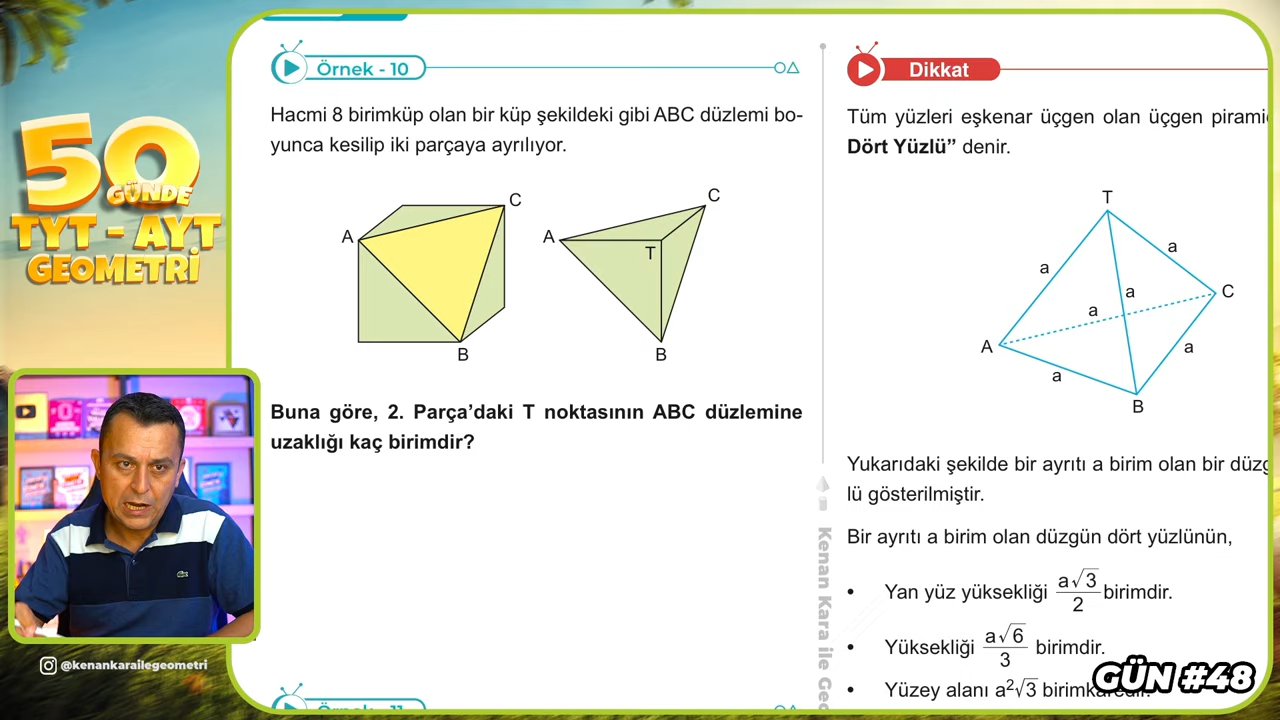 50
GÜNDE
TYT - AYT
GEOMETRİ
@kenankarailegeometri
Örnek - 10
Hacmi 8 birimküp olan bir küp şekildeki gibi ABC düzlemi bo-
yunca kesilip iki parçaya ayrılıyor.
A
C
B
A
C
T
B
Buna göre, 2. Parça’daki T noktasının ABC düzlemine
uzaklığı kaç birimdir?
Kenan Kara ile Geo
Dikkat
Tüm yüzleri eşkenar üçgen olan üçgen
Dört Yüzlü” denir.
T
a
a
a
a
C
A
a
a
B
Yukarıdaki şekilde bir ayrıtı a birim olan bir
lü gösterilmiştir.
Bir ayrıtı a birim olan düzgün dört yüzlünün,
• Yan yüz yüksekliği a√3/2 birimdir.
• Yüksekliği a√6/3 birimdir.
• Yüzey alanı a²√3 birimkaredir.
GÜN #48